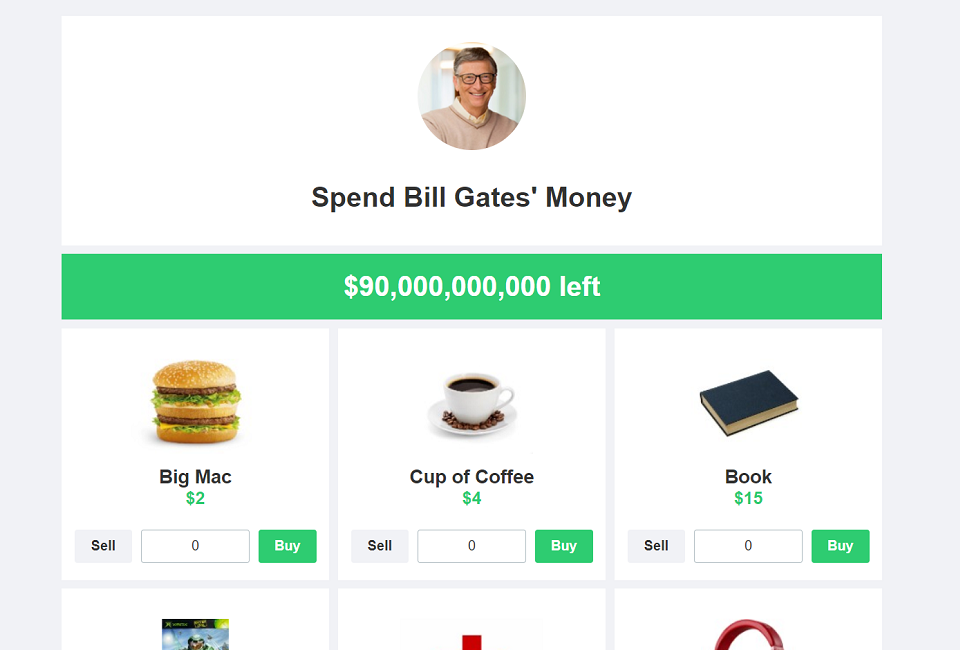 Spend Bill Gates' Money
$90,000,000,000 left
Big Mac
$2
Sell 0 Buy
Cup of Coffee
$4
Sell 0 Buy
Book
$15
Sell 0 Buy